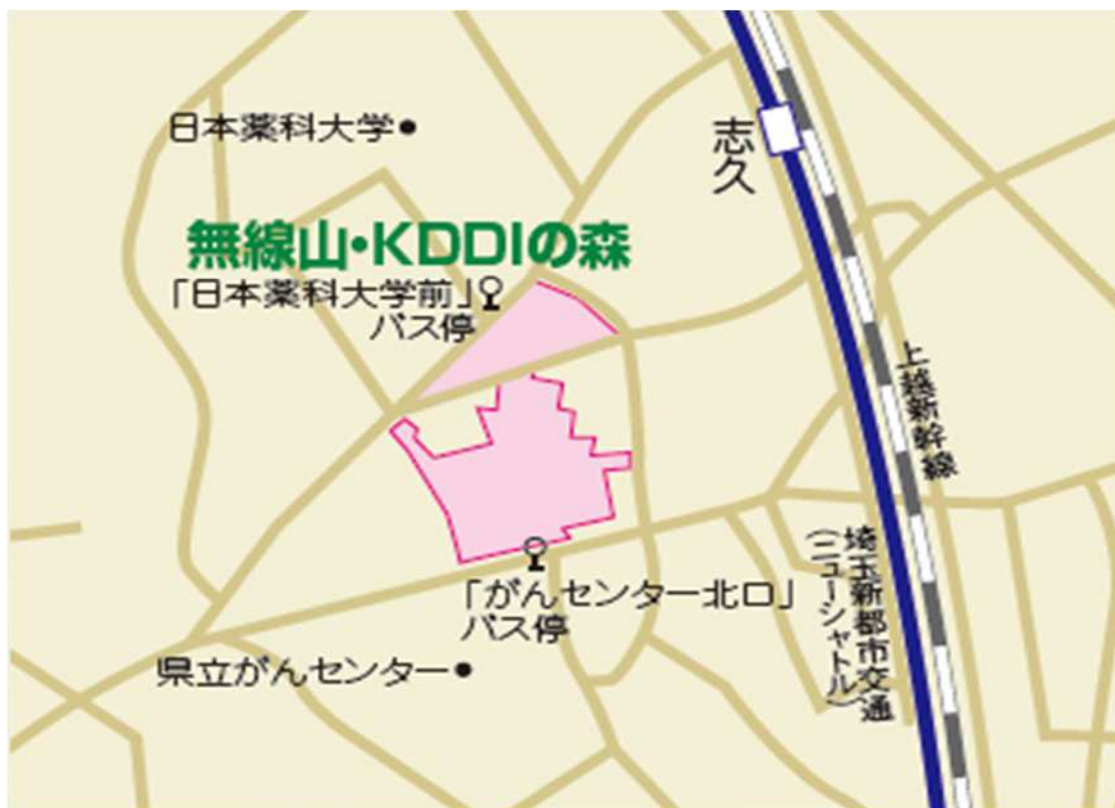 日本薬科大学
志久
無線山・KDDIの森
「日本薬科大学前」
バス停
上越新幹線
埼玉新都市交通
(ニューシャトル)
「がんセンター北口」
バス停
県立がんセンター